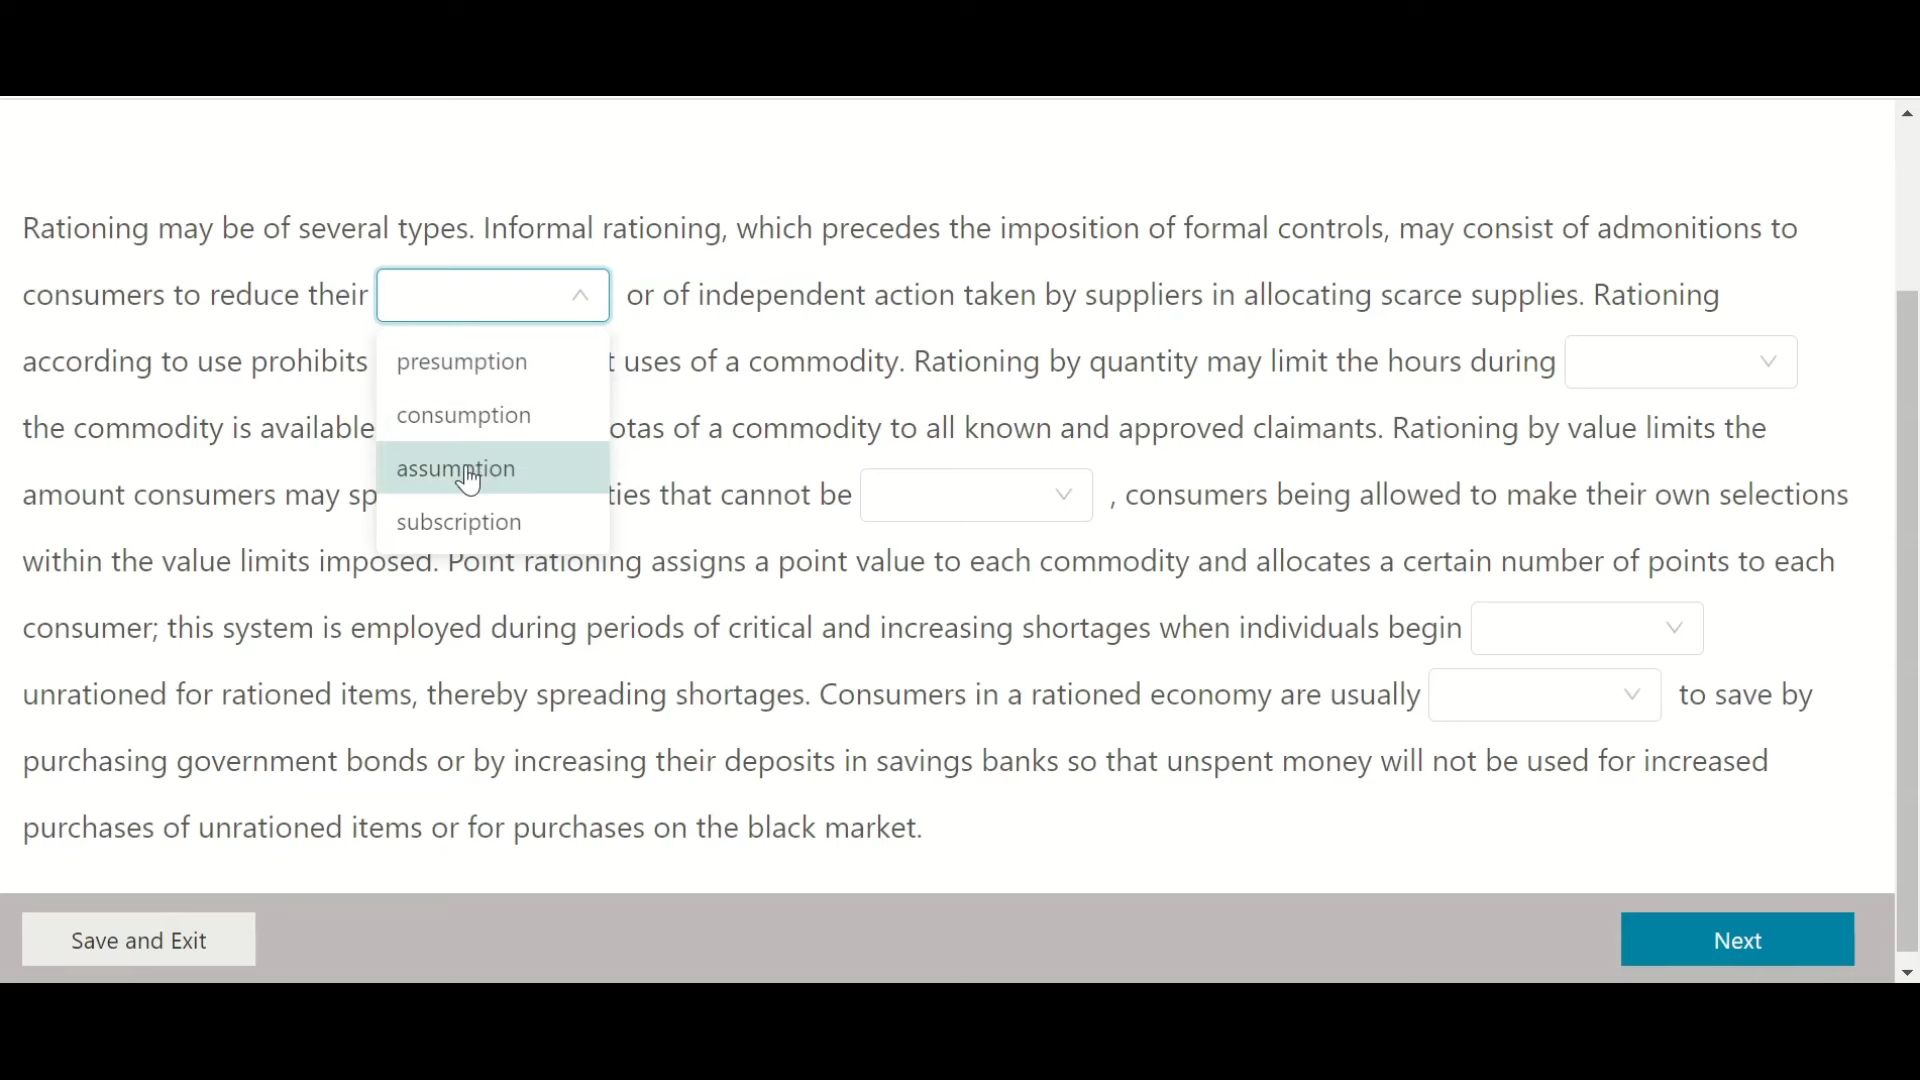 Rationing may be of several types. Informal rationing, which precedes the imposition of formal controls, may consist of admonitions to
consumers to reduce their or of independent action taken by suppliers in allocating scarce supplies. Rationing
according to use prohibits uses of a commodity. Rationing by quantity may limit the hours during
presumption
the commodity is available of a commodity to all known and approved claimants. Rationing by value limits the
consumption
amount consumers may that cannot be , consumers being allowed to make their own selections
assumption
subscription
within the value limits imposed. Point rationing assigns a point value to each commodity and allocates a certain number of points to each
consumer; this system is employed during periods of critical and increasing shortages when individuals begin
unrationed for rationed items, thereby spreading shortages. Consumers in a rationed economy are usually to save by
purchasing government bonds or by increasing their deposits in savings banks so that unspent money will not be used for increased
purchases of unrationed items or for purchases on the black market.
Save and Exit
Next